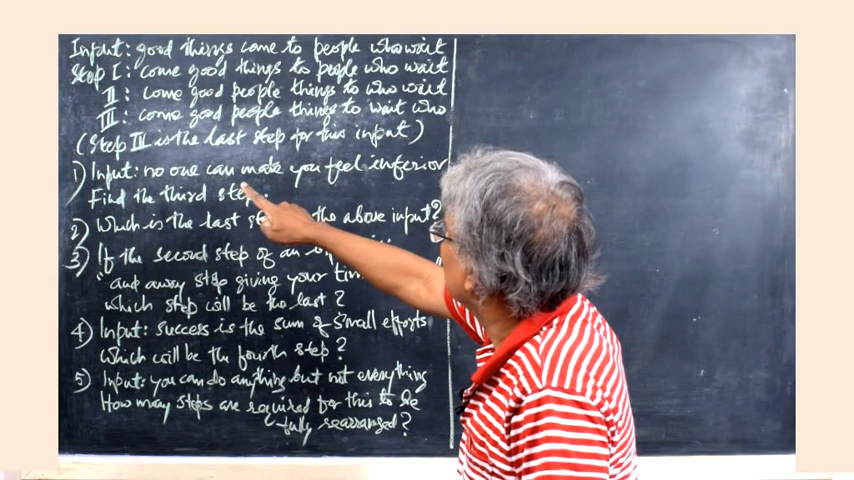 Input: good things come to people who wait
Step I: come good things to people who wait
II: come good people things to who wait
III: come good people things to wait who
(Step III is the last step for this input)
1) Input: no one can make you feel inferior
Find the third step.
2) Which is the last the above input?
3) If the second step of an
"and away stop giving your
which step will be the last?
4) Input: success is the sum of small efforts
which will be the fourth step?
5) Input: you can do anything but not everything
How many steps are required for this to be
fully rearranged?